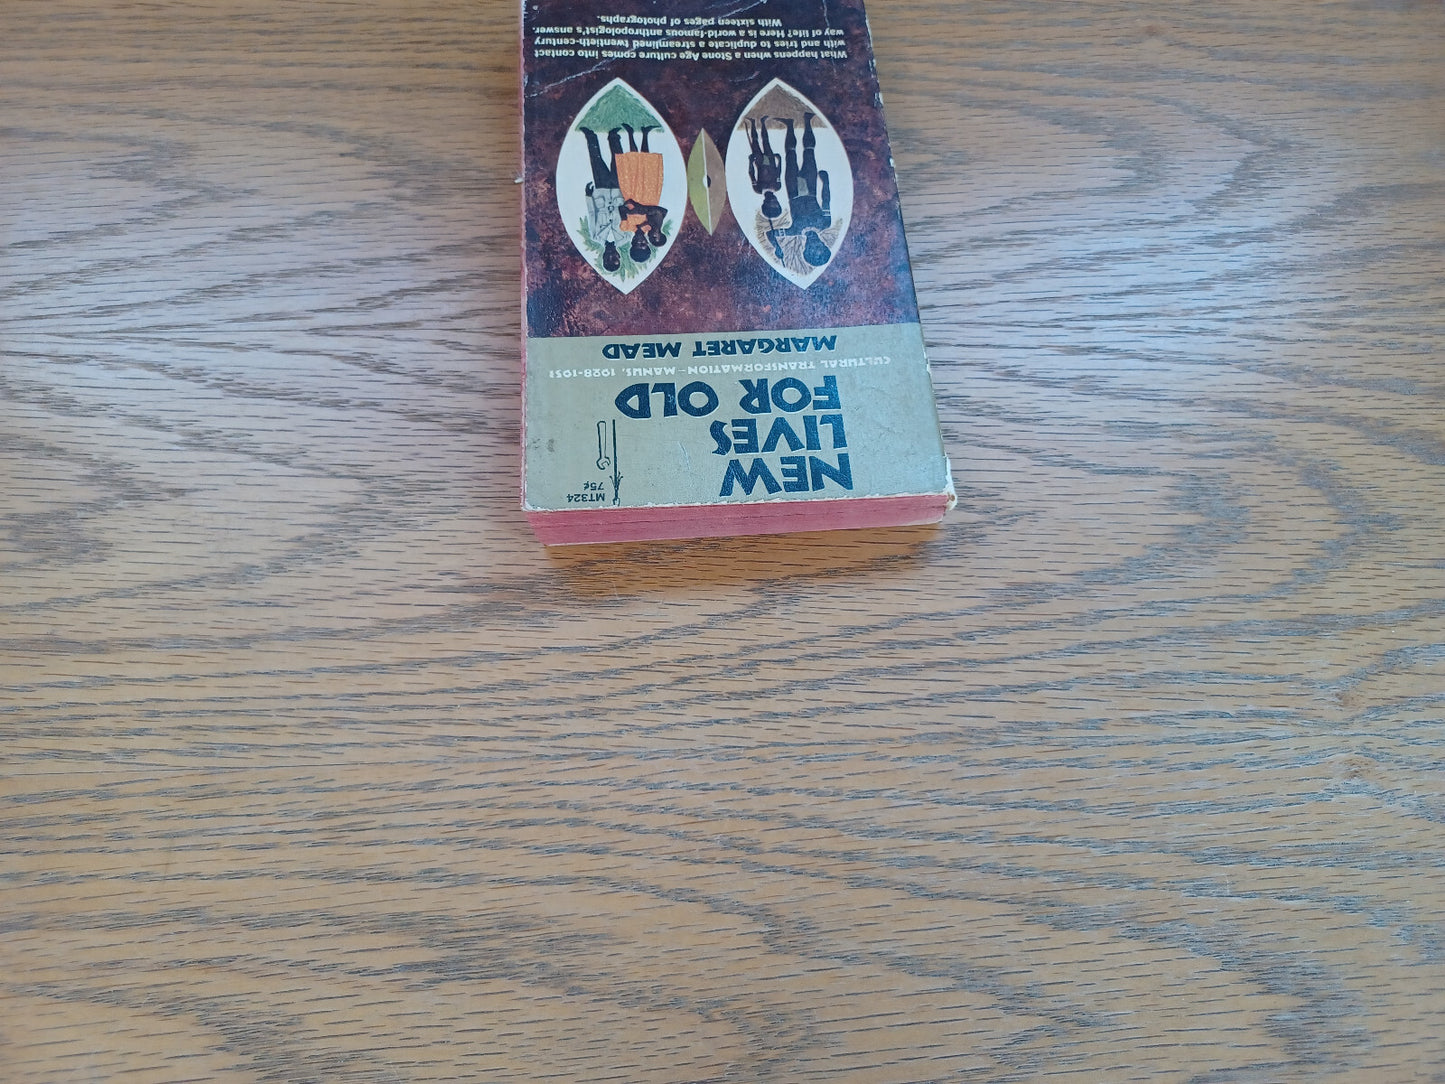 MT324
75¢
NEW
LIVES
FOR OLD
CULTURAL TRANSFORMATION—MANUS, 1928-1951
MARGARET MEAD
What happens when a Stone Age culture comes into contact
with and tries to duplicate a streamlined twentieth-century
way of life? Here is a world-famous anthropologist's answer.
With sixteen pages of photographs.